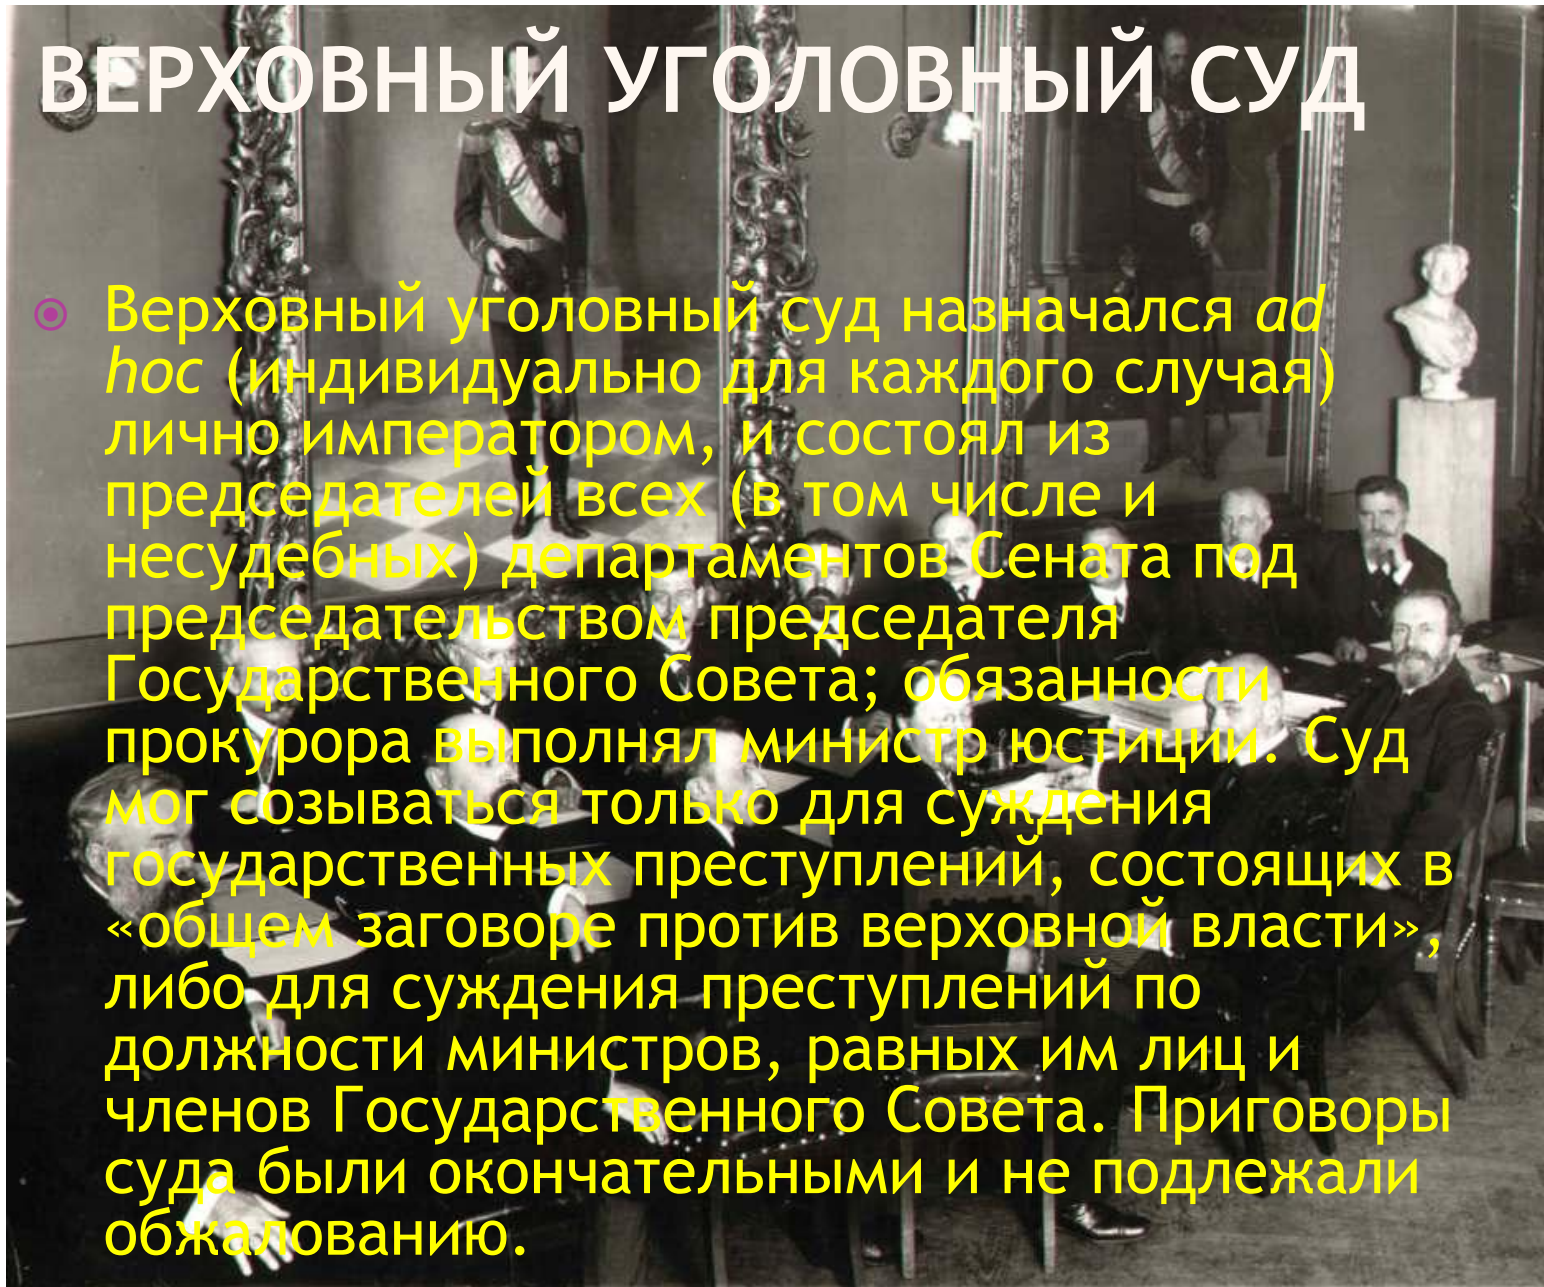 ВЕРХОВНЫЙ УГОЛОВНЫЙ СУД
Верховный уголовный суд назначался ad
hoc (индивидуально для каждого случая)
лично императором, и состоял из
председателей всех (в том числе и
несудебных) департаментов Сената под
председательством председателя
Государственного Совета; обязанности
прокурора выполнял министр юстиции. Суд
мог созываться только для суждения
государственных преступлений, состоящих в
«общем заговоре против верховной власти»,
либо для суждения преступлений по
должности министров, равных им лиц и
членов Государственного Совета. Приговоры
суда были окончательными и не подлежали
обжалованию.